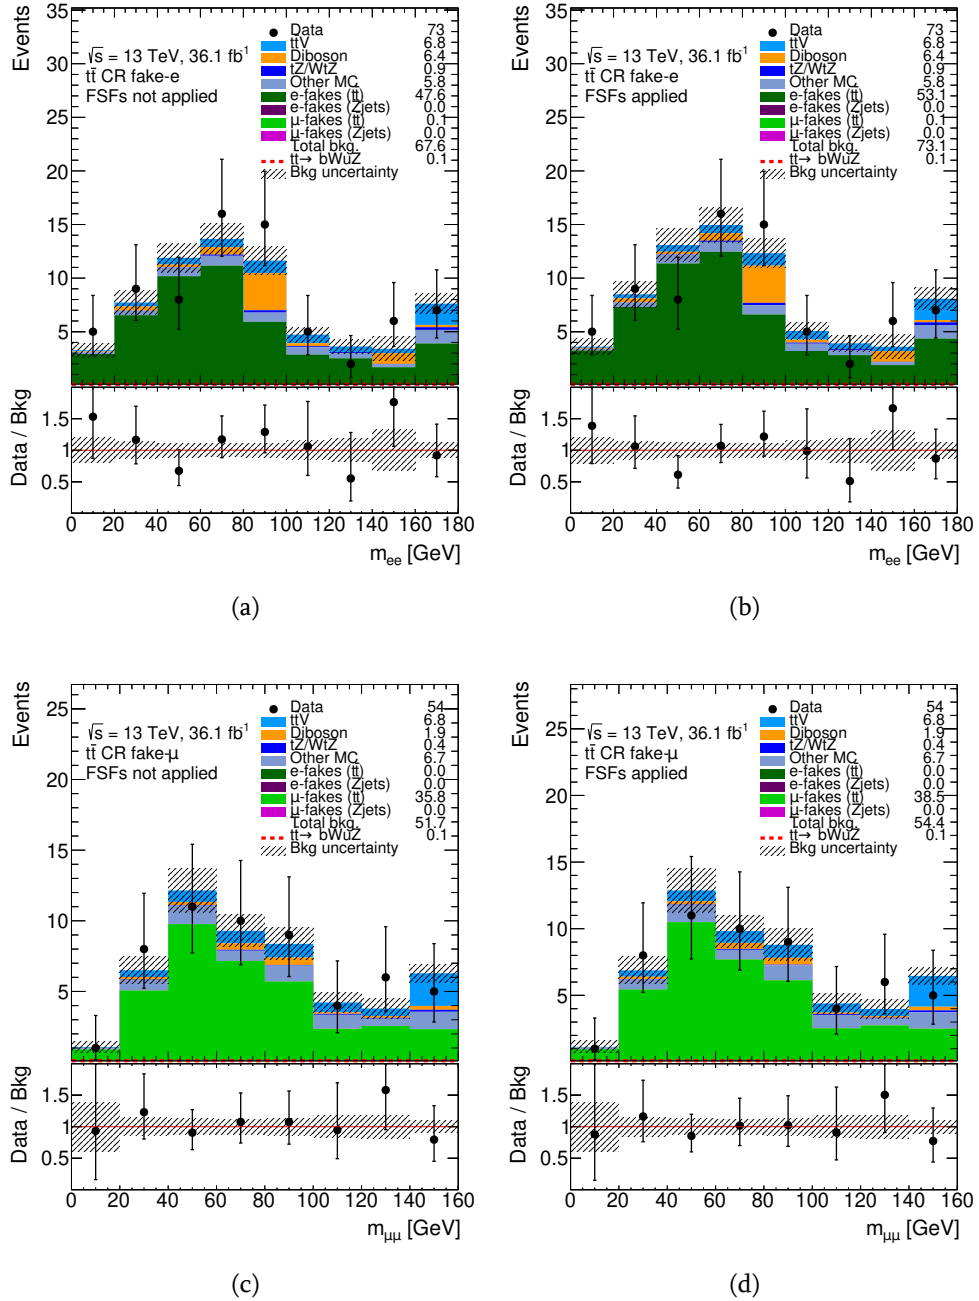 Events
35
30
25
20
15
10
5
√s = 13 TeV, 36.1 fb⁻¹
tt̄ CR fake-e
FSFs not applied
Data 73
ttV 6.8
Diboson 6.4
tZ/WtZ 0.9
Other MC 5.8
e-fakes (tt̄) 47.6
e-fakes (Zjets) 0.0
μ-fakes (tt̄) 0.1
μ-fakes (Zjets) 0.0
Total bkg. 67.6
tt→ bWuZ 0.1
Bkg uncertainty
Data / Bkg
1.5
1
0.5
0 20 40 60 80 100 120 140 160 180
m_ee [GeV]
(a)
Events
35
30
25
20
15
10
5
√s = 13 TeV, 36.1 fb⁻¹
tt̄ CR fake-e
FSFs applied
Data 73
ttV 6.8
Diboson 6.4
tZ/WtZ 0.9
Other MC 5.8
e-fakes (tt̄) 53.1
e-fakes (Zjets) 0.0
μ-fakes (tt̄) 0.1
μ-fakes (Zjets) 0.0
Total bkg. 73.1
tt→ bWuZ 0.1
Bkg uncertainty
Data / Bkg
1.5
1
0.5
0 20 40 60 80 100 120 140 160 180
m_ee [GeV]
(b)
Events
25
20
15
10
5
√s = 13 TeV, 36.1 fb⁻¹
tt̄ CR fake-μ
FSFs not applied
Data 54
ttV 6.8
Diboson 1.9
tZ/WtZ 0.4
Other MC 6.7
e-fakes (tt̄) 0.0
e-fakes (Zjets) 0.0
μ-fakes (tt̄) 35.8
μ-fakes (Zjets) 0.0
Total bkg. 51.7
tt→ bWuZ 0.1
Bkg uncertainty
Data / Bkg
1.5
1
0.5
0 20 40 60 80 100 120 140 160
m_μμ [GeV]
(c)
Events
25
20
15
10
5
√s = 13 TeV, 36.1 fb⁻¹
tt̄ CR fake-μ
FSFs applied
Data 54
ttV 6.8
Diboson 1.9
tZ/WtZ 0.4
Other MC 6.7
e-fakes (tt̄) 0.0
e-fakes (Zjets) 0.0
μ-fakes (tt̄) 38.5
μ-fakes (Zjets) 0.0
Total bkg. 54.4
tt→ bWuZ 0.1
Bkg uncertainty
Data / Bkg
1.5
1
0.5
0 20 40 60 80 100 120 140 160
m_μμ [GeV]
(d)